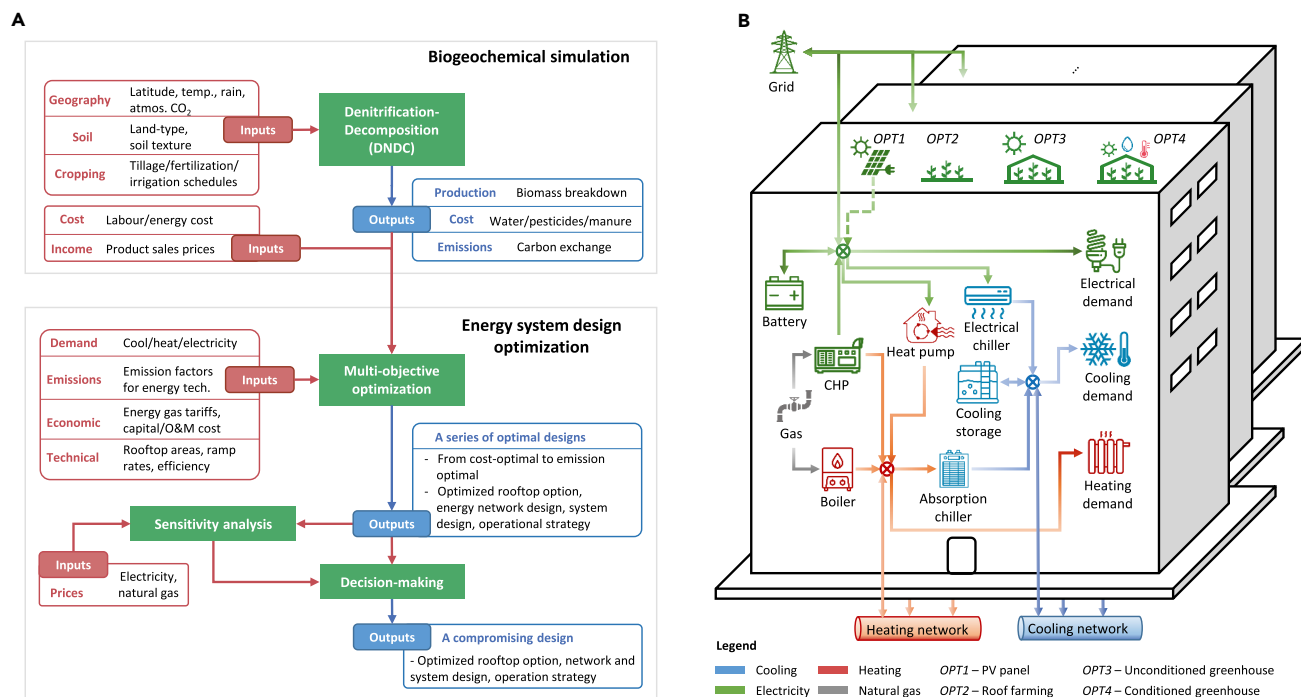 A
Biogeochemical simulation
Geography
Latitude, temp., rain,
atmos. CO2
Soil
Land-type,
soil texture
Cropping
Tillage/fertilization/
irrigation schedules
Inputs
Denitrification-
Decomposition
(DNDC)
Cost
Labour/energy cost
Income
Product sales prices
Inputs
Outputs
Production
Biomass breakdown
Cost
Water/pesticides/manure
Emissions
Carbon exchange
Energy system design
optimization
Demand
Cool/heat/electricity
Emissions
Emission factors
for energy tech.
Economic
Energy gas tariffs,
capital/O&M cost
Technical
Rooftop areas, ramp
rates, efficiency
Inputs
Multi-objective
optimization
A series of optimal designs
- From cost-optimal to emission
optimal
- Optimized rooftop option,
energy network design, system
design, operational strategy
Outputs
Sensitivity analysis
Inputs
Prices
Electricity,
natural gas
Decision-making
Outputs
A compromising design
- Optimized rooftop option, network and
system design, operation strategy
B
Grid
OPT1
OPT2
OPT3
OPT4
Battery
Electrical
demand
Electrical
chiller
Heat pump
CHP
Gas
Cooling
storage
Cooling
demand
Boiler
Absorption
chiller
Heating
demand
Heating network
Cooling network
Legend
Cooling
Heating
OPT1 – PV panel
OPT3 – Unconditioned greenhouse
Electricity
Natural gas
OPT2 – Roof farming
OPT4 – Conditioned greenhouse